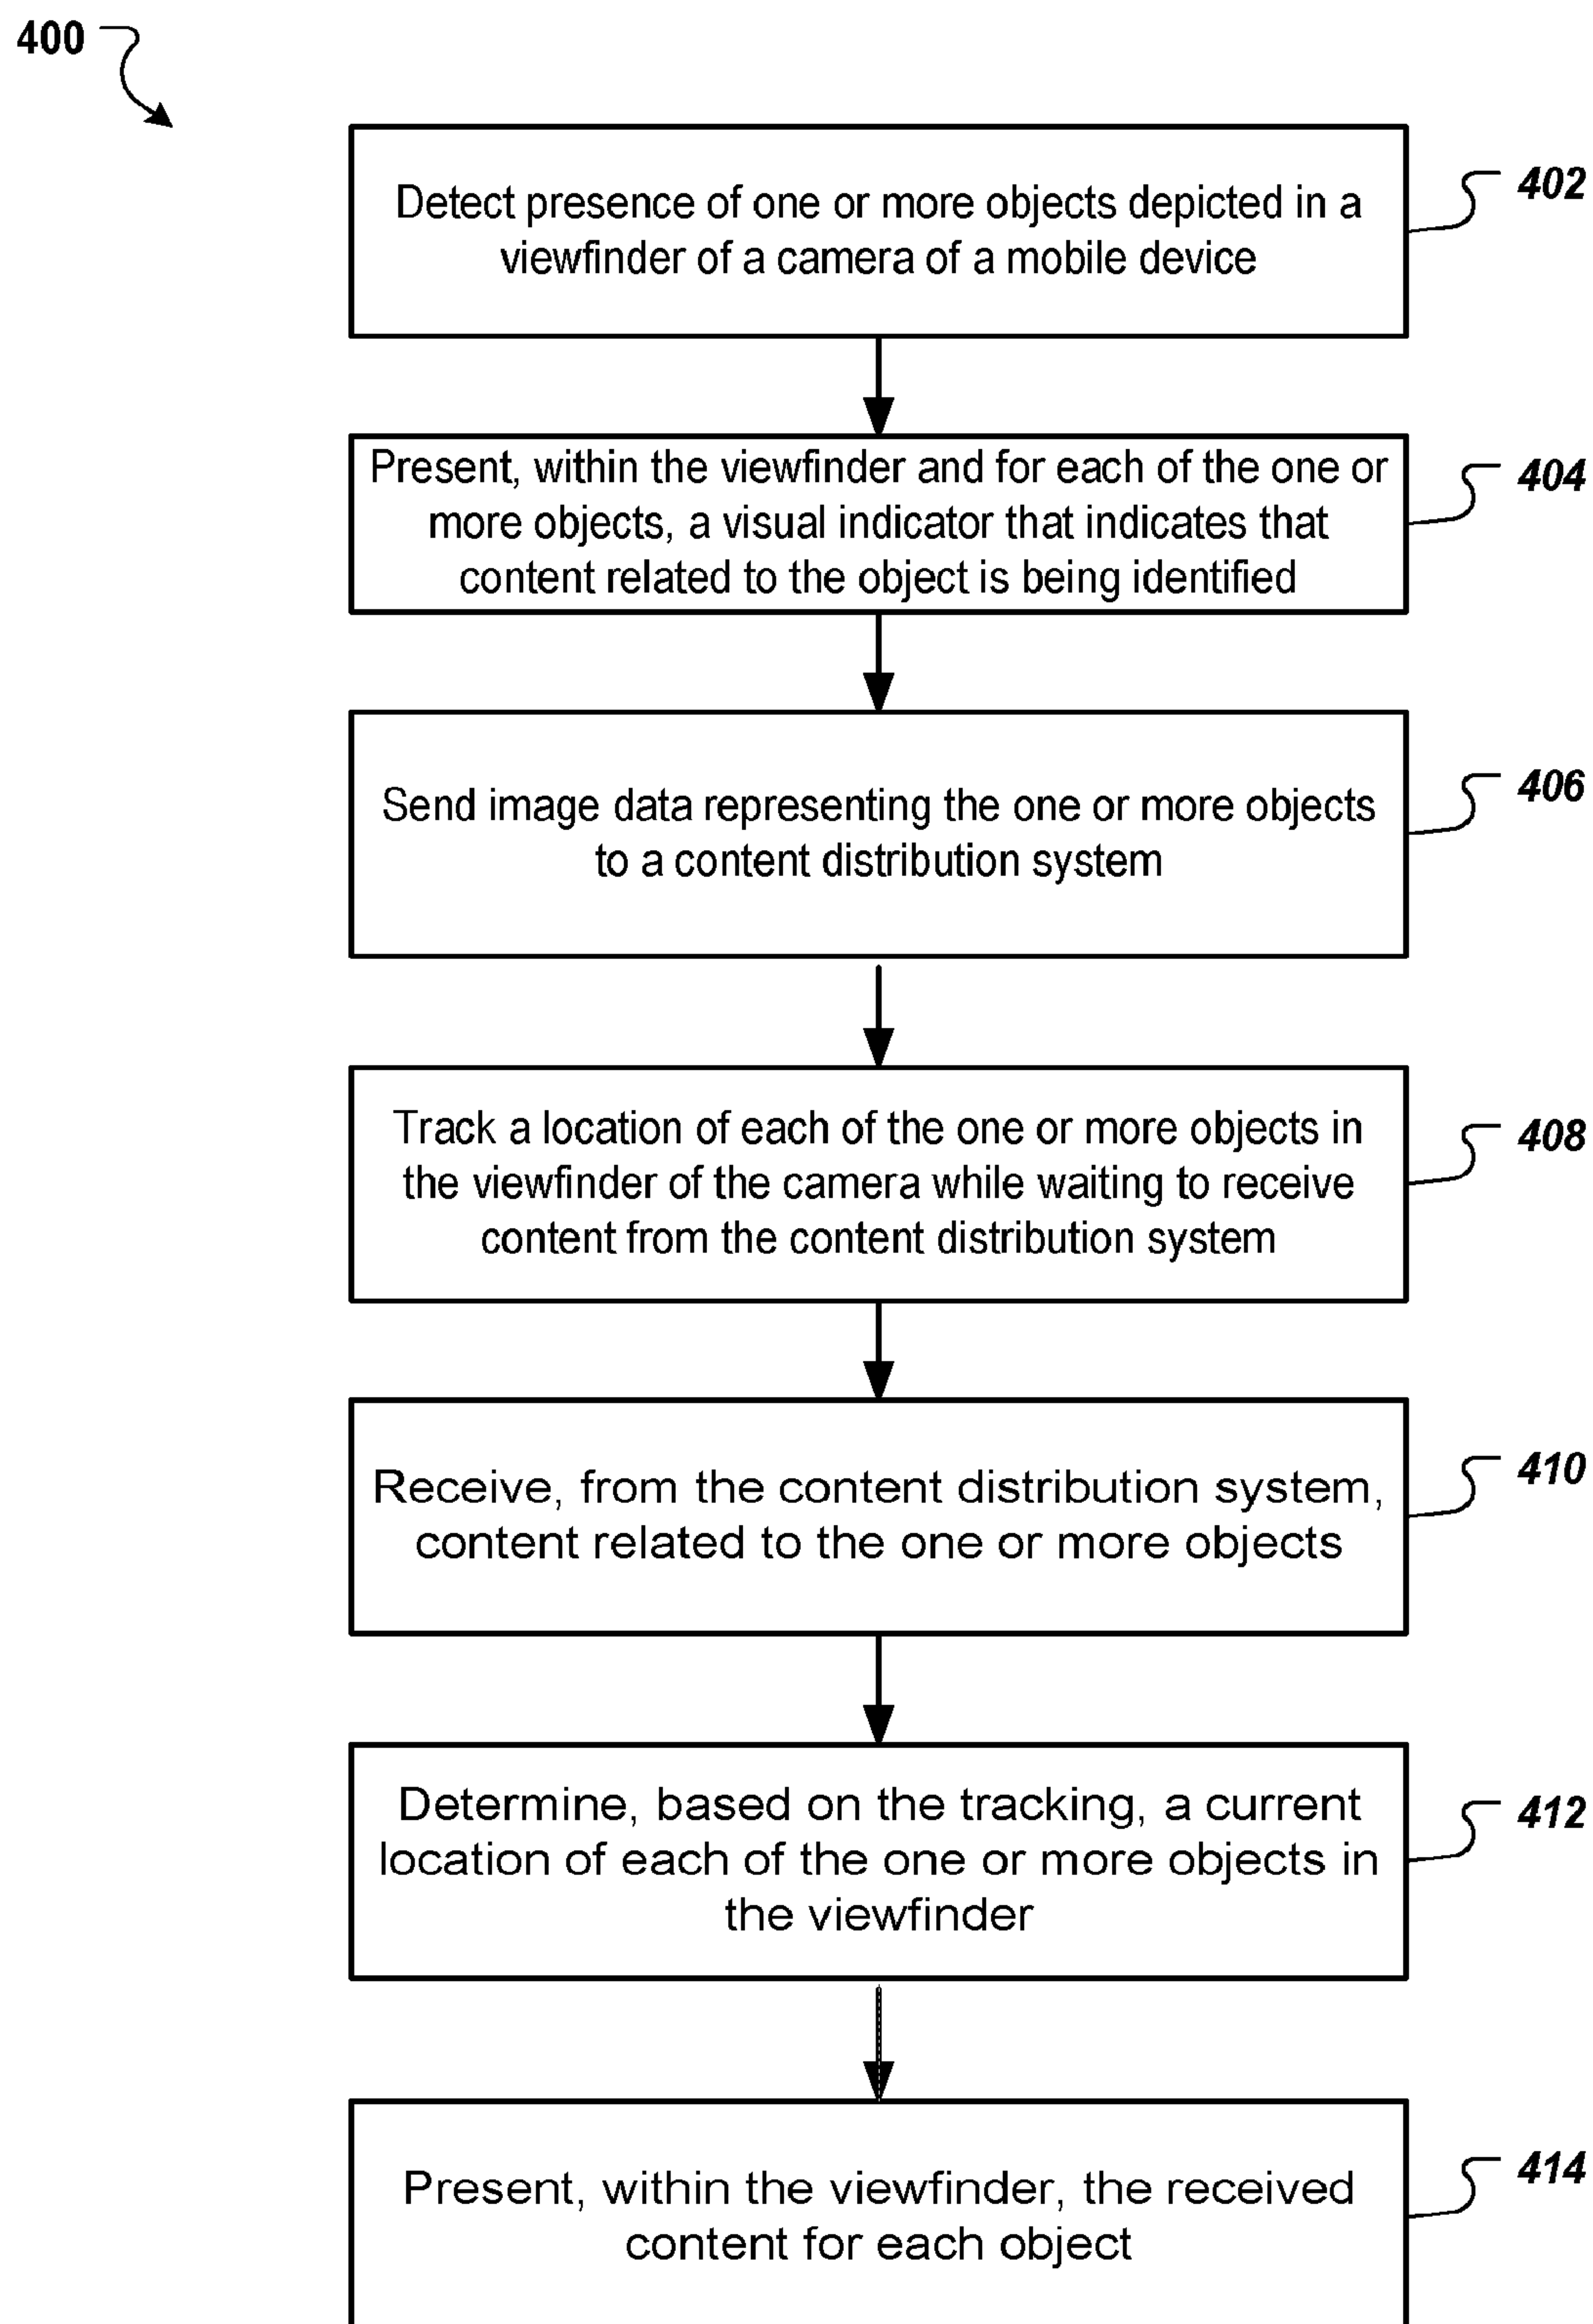 400
Detect presence of one or more objects depicted in a
viewfinder of a camera of a mobile device
402
Present, within the viewfinder and for each of the one or
more objects, a visual indicator that indicates that
content related to the object is being identified
404
Send image data representing the one or more objects
to a content distribution system
406
Track a location of each of the one or more objects in
the viewfinder of the camera while waiting to receive
content from the content distribution system
408
Receive, from the content distribution system,
content related to the one or more objects
410
Determine, based on the tracking, a current
location of each of the one or more objects in
the viewfinder
412
Present, within the viewfinder, the received
content for each object
414